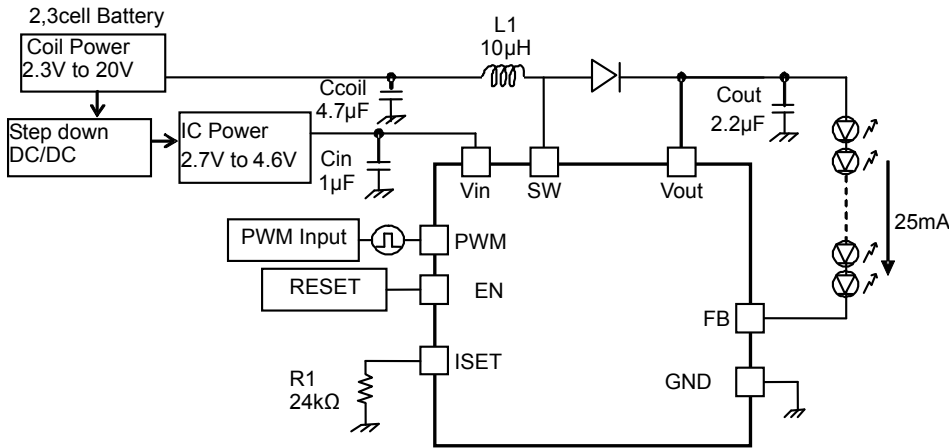 2,3cell Battery
Coil Power
2.3V to 20V
Step down
DC/DC
IC Power
2.7V to 4.6V
Ccoil
4.7µF
Cin
1µF
L1
10µH
Cout
2.2µF
Vin
SW
Vout
PWM Input
PWM
RESET
EN
ISET
R1
24kΩ
FB
GND
25mA